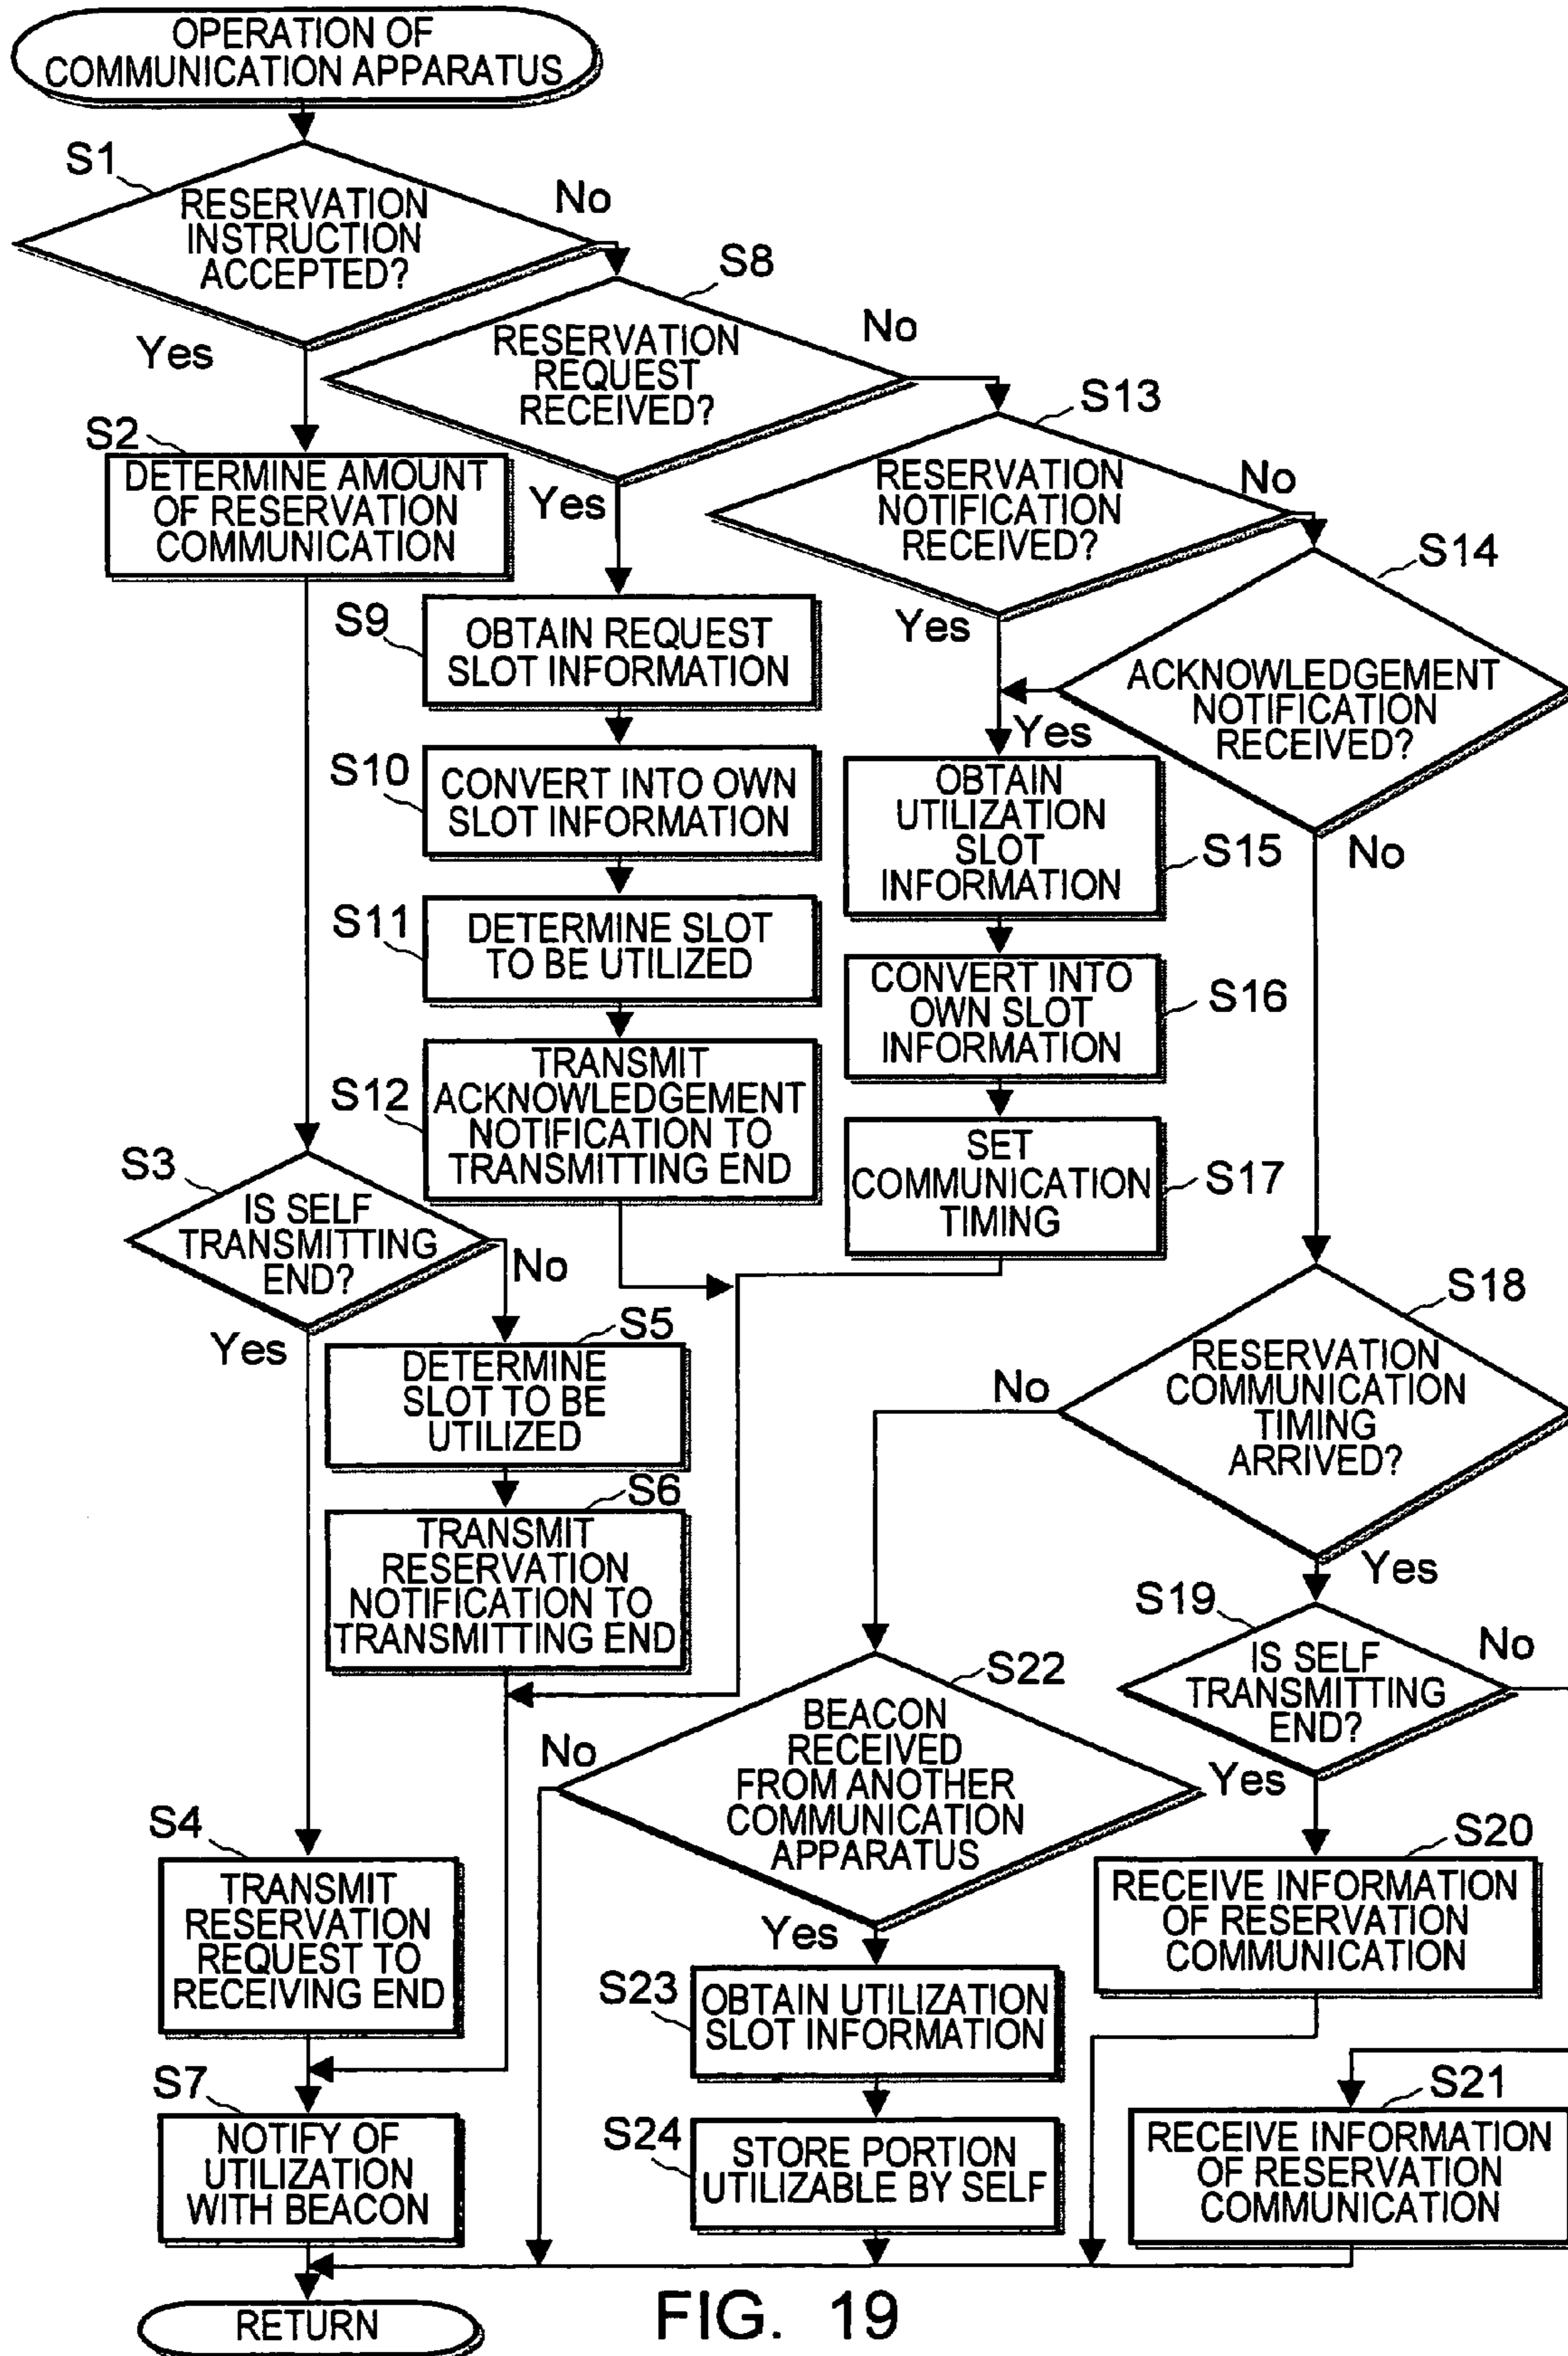 OPERATION OF
COMMUNICATION APPARATUS
S1
RESERVATION
INSTRUCTION
ACCEPTED?
No
Yes
S8
RESERVATION
REQUEST
RECEIVED?
No
Yes
S13
RESERVATION
NOTIFICATION
RECEIVED?
No
Yes
S14
ACKNOWLEDGEMENT
NOTIFICATION
RECEIVED?
Yes
No
S2
DETERMINE AMOUNT
OF RESERVATION
COMMUNICATION
S9
OBTAIN REQUEST
SLOT INFORMATION
S10
CONVERT INTO OWN
SLOT INFORMATION
S11
DETERMINE SLOT
TO BE UTILIZED
S12
TRANSMIT
ACKNOWLEDGEMENT
NOTIFICATION TO
TRANSMITTING END
OBTAIN
UTILIZATION
SLOT
INFORMATION
S15
CONVERT INTO
OWN SLOT
INFORMATION
S16
SET
COMMUNICATION
TIMING
S17
S3
IS SELF
TRANSMITTING
END?
No
Yes
S5
DETERMINE
SLOT TO BE
UTILIZED
S6
TRANSMIT
RESERVATION
NOTIFICATION TO
TRANSMITTING END
S18
RESERVATION
COMMUNICATION
TIMING
ARRIVED?
No
Yes
S19
IS SELF
TRANSMITTING
END?
No
Yes
S22
BEACON
RECEIVED
FROM ANOTHER
COMMUNICATION
APPARATUS
No
Yes
S4
TRANSMIT
RESERVATION
REQUEST TO
RECEIVING END
S20
RECEIVE INFORMATION
OF RESERVATION
COMMUNICATION
S23
OBTAIN UTILIZATION
SLOT INFORMATION
S7
NOTIFY OF
UTILIZATION
WITH BEACON
S24
STORE PORTION
UTILIZABLE BY SELF
S21
RECEIVE INFORMATION
OF RESERVATION
COMMUNICATION
RETURN
FIG. 19